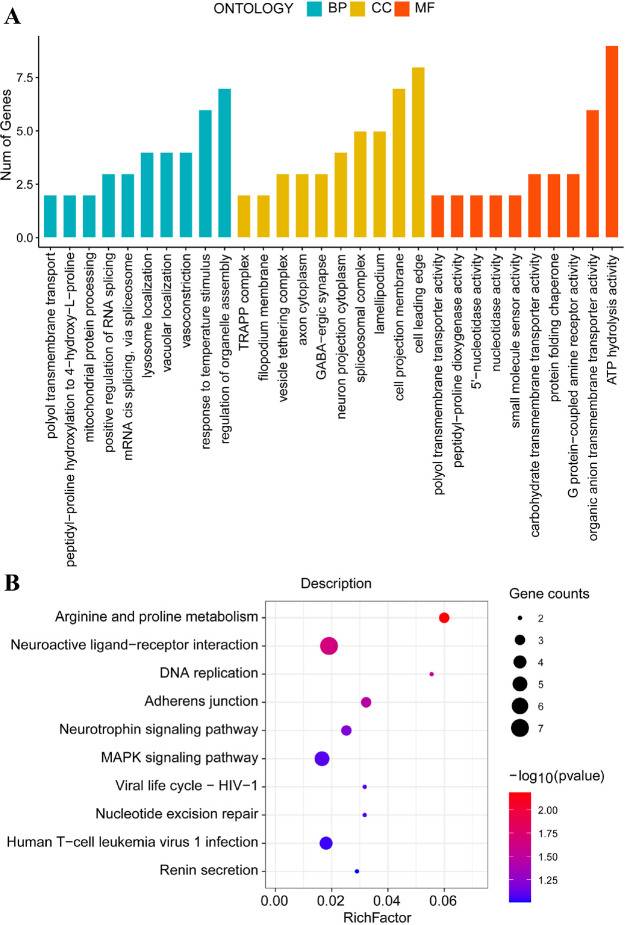 A
ONTOLOGY BP CC MF
Num of Genes
7.5
5.0
2.5
0.0
polyol transmembrane transport
peptidyl−proline hydroxylation to 4−hydroxy−L−proline
mitochondrial protein processing
positive regulation of RNA splicing
mRNA cis splicing, via spliceosome
lysosome localization
vacuolar localization
vasoconstriction
response to temperature stimulus
regulation of organelle assembly
TRAPP complex
filopodium membrane
vesicle tethering complex
axon cytoplasm
GABA−ergic synapse
neuron projection cytoplasm
spliceosomal complex
lamellipodium
cell projection membrane
cell leading edge
polyol transmembrane transporter activity
peptidyl−proline dioxygenase activity
5'−nucleotidase activity
nucleotidase activity
small molecule sensor activity
carbohydrate transmembrane transporter activity
protein folding chaperone
G protein−coupled amine receptor activity
organic anion transmembrane transporter activity
ATP hydrolysis activity
B
Description
Arginine and proline metabolism
Neuroactive ligand−receptor interaction
DNA replication
Adherens junction
Neurotrophin signaling pathway
MAPK signaling pathway
Viral life cycle − HIV−1
Nucleotide excision repair
Human T−cell leukemia virus 1 infection
Renin secretion
0.00 0.02 0.04 0.06
RichFactor
Gene counts
2
3
4
5
6
7
−log10(pvalue)
2.00
1.75
1.50
1.25